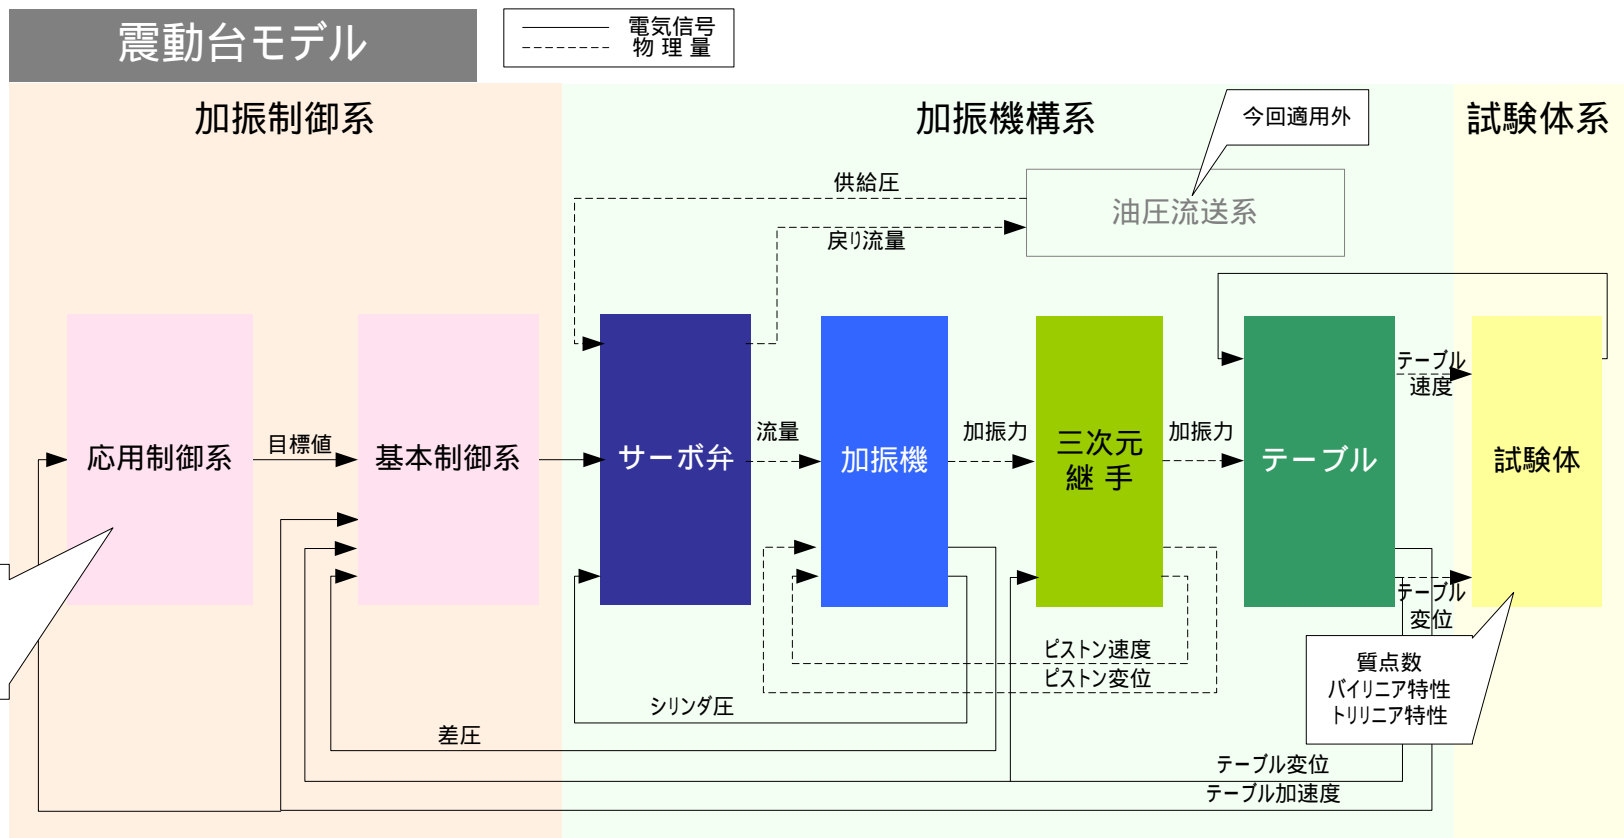 震動台モデル
電気信号
物 理 量
加振制御系
加振機構系
試験体系
今回適用外
供給圧
油圧流送系
戻り流量
応用制御系
目標値
基本制御系
サーボ弁
流量
加振機
加振力
三次元
継 手
加振力
テーブル
テーブル
速度
試験体
テーブル
変位
ピストン速度
ピストン変位
シリンダ圧
差圧
質点数
バイリニア特性
トリリニア特性
テーブル変位
テーブル加速度